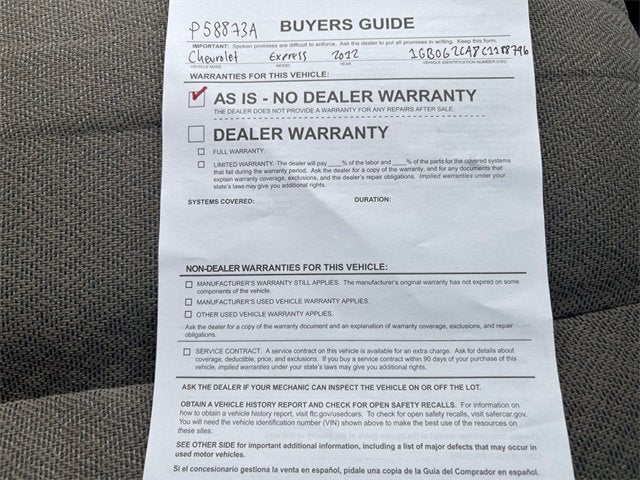 P58873A BUYERS GUIDE
IMPORTANT: Spoken promises are difficult to enforce. Ask the dealer to put all promises in writing. Keep this form.
Chevrolet Express 2012 1GB0G2CA8C1188796
VEHICLE MAKE MODEL YEAR VEHICLE IDENTIFICATION NUMBER (VIN)
WARRANTIES FOR THIS VEHICLE:
AS IS - NO DEALER WARRANTY
THE DEALER DOES NOT PROVIDE A WARRANTY FOR ANY REPAIRS AFTER SALE.
DEALER WARRANTY
FULL WARRANTY.
LIMITED WARRANTY. The dealer will pay ____% of the labor and ____% of the parts for the covered systems
that fail during the warranty period. Ask the dealer for a copy of the warranty, and for any documents that
explain warranty coverage, exclusions, and the dealer's repair obligations. Implied warranties under your
state's laws may give you additional rights.
SYSTEMS COVERED: DURATION:
NON-DEALER WARRANTIES FOR THIS VEHICLE:
MANUFACTURER'S WARRANTY STILL APPLIES. The manufacturer's original warranty has not expired on some
components of the vehicle.
MANUFACTURER'S USED VEHICLE WARRANTY APPLIES.
OTHER USED VEHICLE WARRANTY APPLIES.
Ask the dealer for a copy of the warranty document and an explanation of warranty coverage, exclusions, and repair
obligations.
SERVICE CONTRACT. A service contract on this vehicle is available for an extra charge. Ask for details about
coverage, deductible, price, and exclusions. If you buy a service contract within 90 days of your purchase of
this vehicle, implied warranties under your state's laws may give you additional rights.
ASK THE DEALER IF YOUR MECHANIC CAN INSPECT THE VEHICLE ON OR OFF THE LOT.
OBTAIN A VEHICLE HISTORY REPORT AND CHECK FOR OPEN SAFETY RECALLS. For information on
how to obtain a vehicle history report, visit ftc.gov/usedcars. To check for open safety recalls, visit safercar.gov.
You will need the vehicle identification number (VIN) shown above to make the best use of the resources on
these sites.
SEE OTHER SIDE for important additional information, including a list of major defects that may occur in
used motor vehicles.
Si el concesionario gestiona la venta en español, pídale una copia de la Guía del Comprador en español.